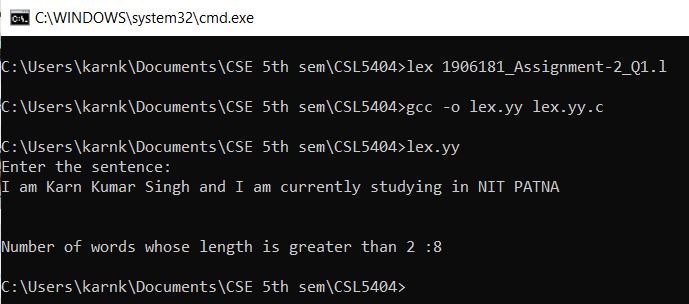 C:\WINDOWS\system32\cmd.exe
C:\Users\karnk\Documents\CSE 5th sem\CSL5404>lex 1906181_Assignment-2_Q1.l
C:\Users\karnk\Documents\CSE 5th sem\CSL5404>gcc -o lex.yy lex.yy.c
C:\Users\karnk\Documents\CSE 5th sem\CSL5404>lex.yy
Enter the sentence:
I am Karn Kumar Singh and I am currently studying in NIT PATNA
Number of words whose length is greater than 2 :8
C:\Users\karnk\Documents\CSE 5th sem\CSL5404>